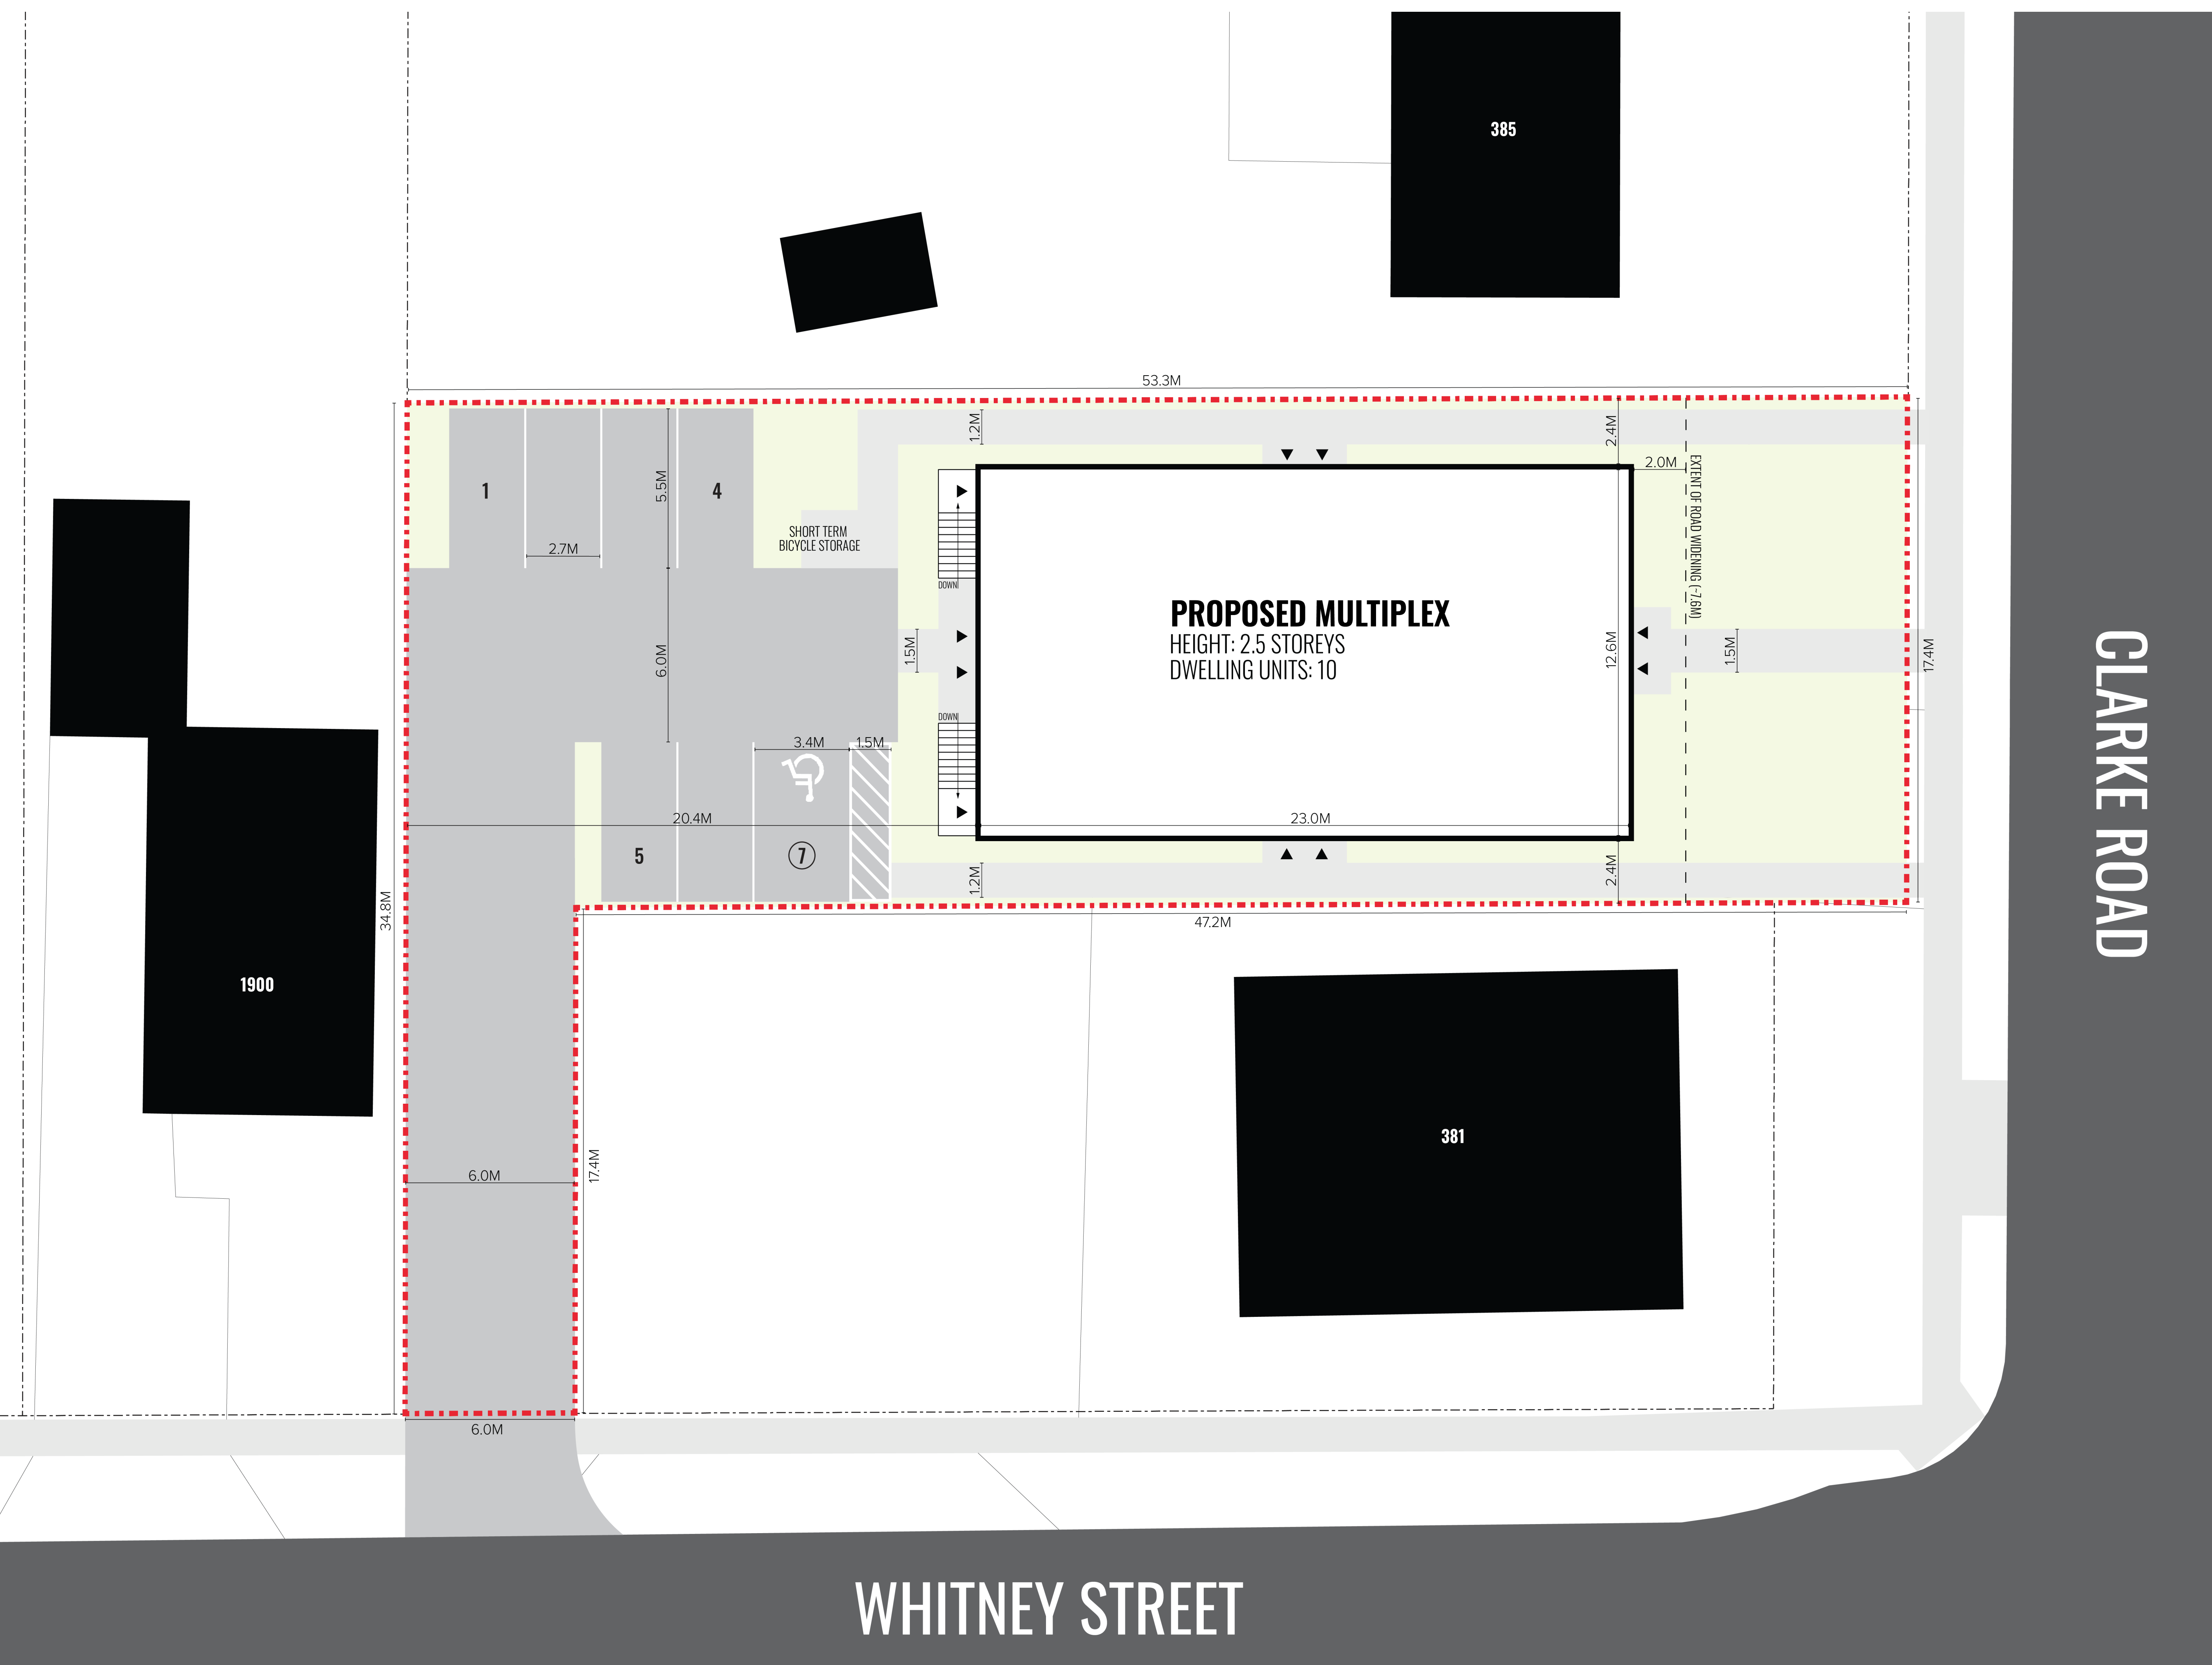 385
53.3M
1.2M
2.4M
2.0M
1
4
5.5M
2.7M
SHORT TERM
BICYCLE STORAGE
EXTENT OF ROAD WIDENING (~7.6M)
DOWN
PROPOSED MULTIPLEX
HEIGHT: 2.5 STOREYS
DWELLING UNITS: 10
6.0M
1.5M
12.6M
1.5M
17.4M
CLARKE ROAD
DOWN
3.4M
1.5M
20.4M
23.0M
5
7
1.2M
2.4M
34.8M
47.2M
1900
381
6.0M
17.4M
6.0M
WHITNEY STREET